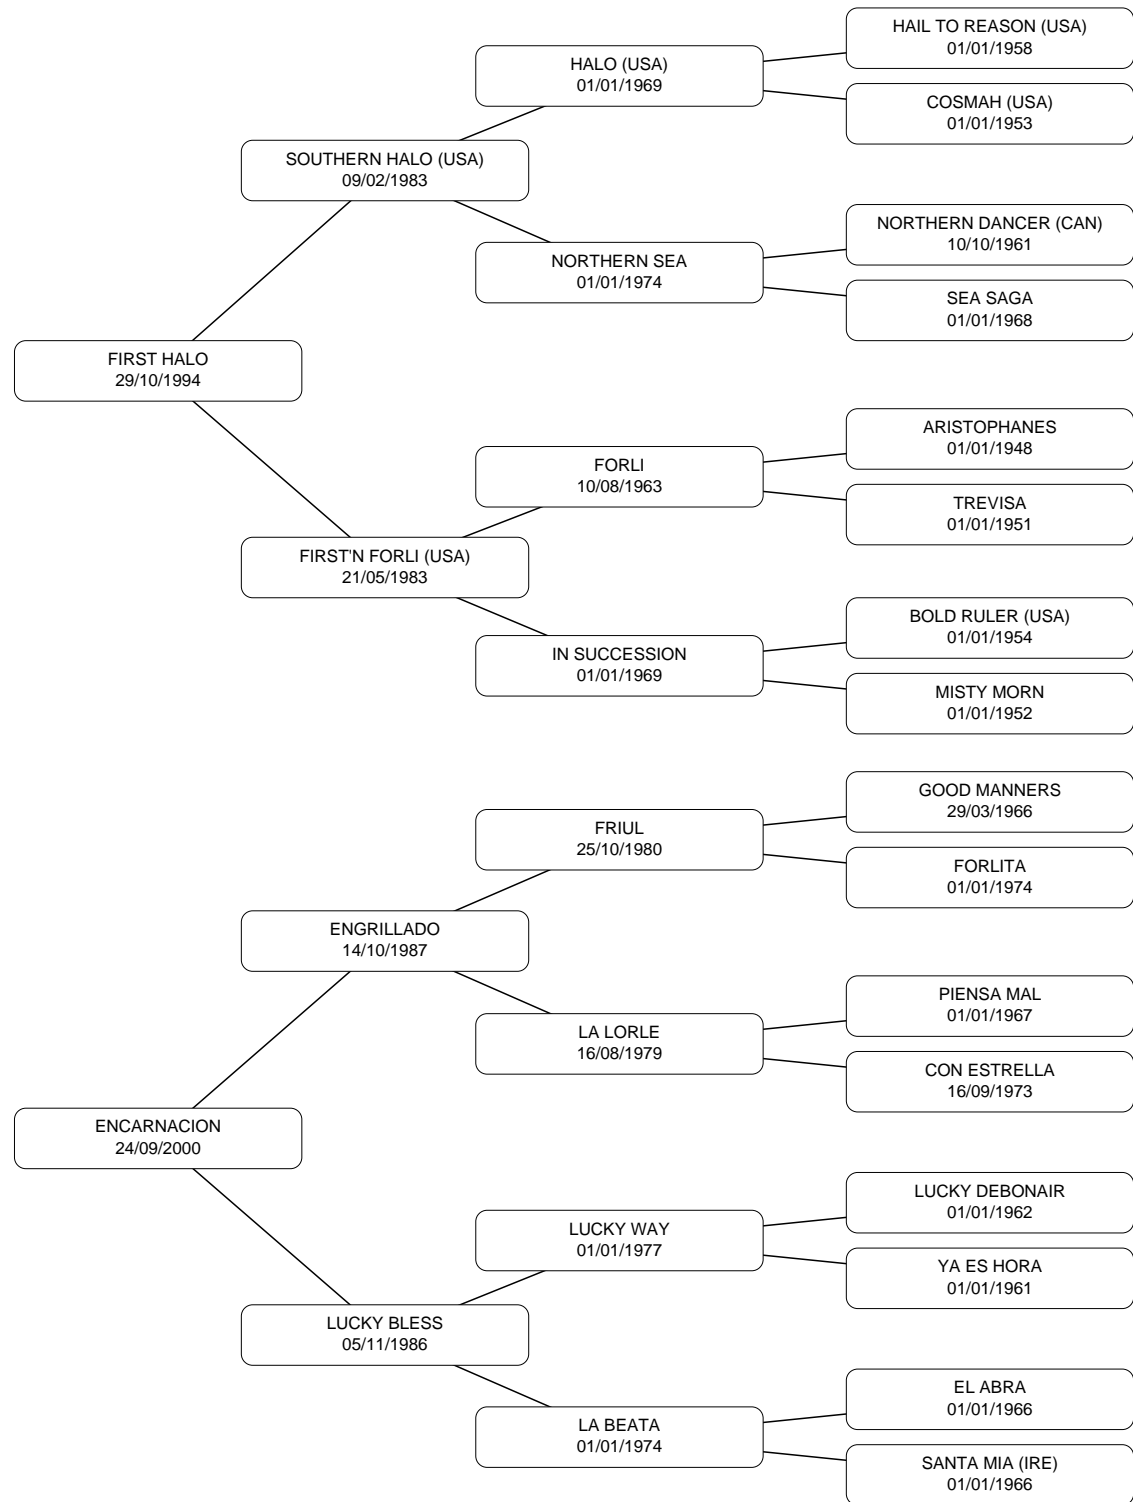 HAIL TO REASON (USA)
01/01/1958
HALO (USA)
01/01/1969
COSMAH (USA)
01/01/1953
SOUTHERN HALO (USA)
09/02/1983
NORTHERN DANCER (CAN)
10/10/1961
NORTHERN SEA
01/01/1974
SEA SAGA
01/01/1968
FIRST HALO
29/10/1994
ARISTOPHANES
01/01/1948
FORLI
10/08/1963
TREVISA
01/01/1951
FIRST'N FORLI (USA)
21/05/1983
BOLD RULER (USA)
01/01/1954
IN SUCCESSION
01/01/1969
MISTY MORN
01/01/1952
GOOD MANNERS
29/03/1966
FRIUL
25/10/1980
FORLITA
01/01/1974
ENGRILLADO
14/10/1987
PIENSA MAL
01/01/1967
LA LORLE
16/08/1979
CON ESTRELLA
16/09/1973
ENCARNACION
24/09/2000
LUCKY DEBONAIR
01/01/1962
LUCKY WAY
01/01/1977
YA ES HORA
01/01/1961
LUCKY BLESS
05/11/1986
EL ABRA
01/01/1966
LA BEATA
01/01/1974
SANTA MIA (IRE)
01/01/1966